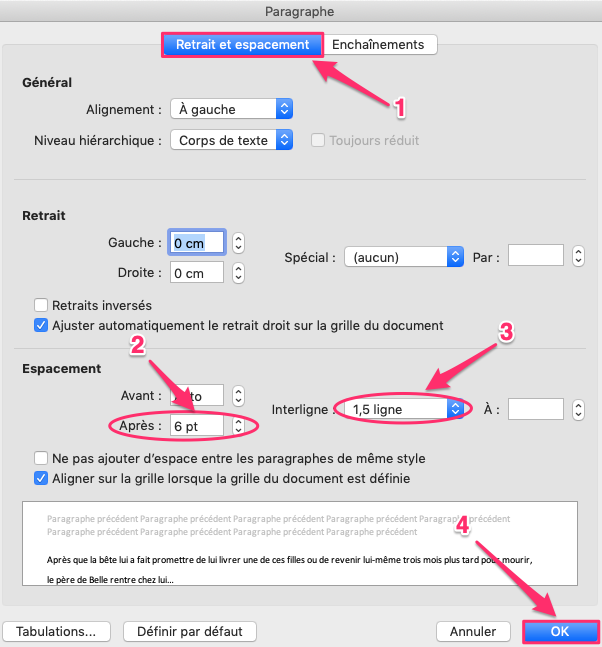 Paragraphe
Retrait et espacement Enchaînements
1
Général
Alignement : À gauche
Niveau hiérarchique : Corps de texte Toujours réduit
Retrait
Gauche : 0 cm
Spécial : (aucun) Par :
Droite : 0 cm
Retraits inversés
Ajuster automatiquement le retrait droit sur la grille du document
2
3
Espacement
Avant :
Interligne : 1,5 ligne À :
Après : 6 pt
Ne pas ajouter d’espace entre les paragraphes de même style
Aligner sur la grille lorsque la grille du document est définie
Paragraphe précédent Paragraphe précédent Paragraphe précédent Paragraphe précédent Paragraphe précédent
Paragraphe précédent Paragraphe précédent Paragraphe précédent Paragraphe précédent
4
Après que la bête lui a fait promettre de lui livrer une de ces filles ou de revenir lui-même trois mois plus tard pour mourir,
le père de Belle rentre chez lui...
Tabulations... Définir par défaut Annuler OK